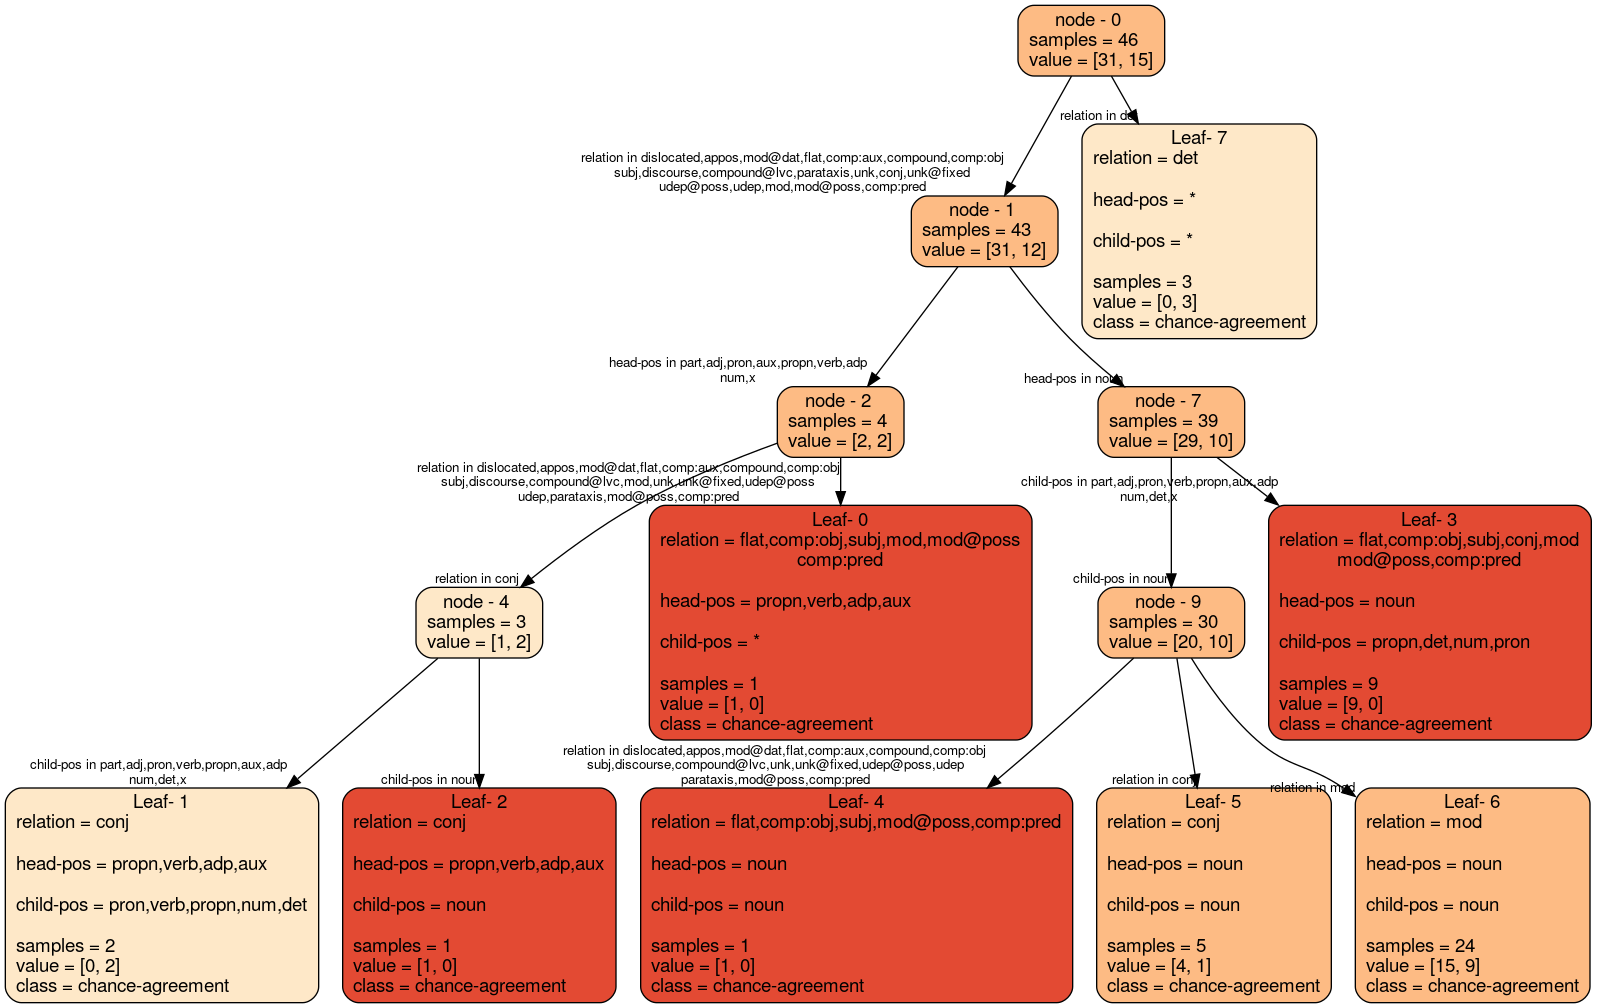 node - 0
samples = 46
value = [31, 15]
relation in de
Leaf- 7
relation = det
head-pos = *
child-pos = *
samples = 3
value = [0, 3]
class = chance-agreement
relation in dislocated,appos,mod@dat,flat,comp:aux,compound,comp:obj
subj,discourse,compound@lvc,parataxis,unk,conj,unk@fixed
udep@poss,udep,mod,mod@poss,comp:pred
node - 1
samples = 43
value = [31, 12]
head-pos in part,adj,pron,aux,propn,verb,adp
num,x
head-pos in noun
node - 2
samples = 4
value = [2, 2]
node - 7
samples = 39
value = [29, 10]
relation in dislocated,appos,mod@dat,flat,comp:aux,compound,comp:obj
subj,discourse,compound@lvc,mod,unk,unk@fixed,udep@poss
udep,parataxis,mod@poss,comp:pred
child-pos in part,adj,pron,verb,propn,aux,adp
num,det,x
Leaf- 0
relation = flat,comp:obj,subj,mod,mod@poss
comp:pred
head-pos = propn,verb,adp,aux
child-pos = *
samples = 1
value = [1, 0]
class = chance-agreement
Leaf- 3
relation = flat,comp:obj,subj,conj,mod
mod@poss,comp:pred
head-pos = noun
child-pos = propn,det,num,pron
samples = 9
value = [9, 0]
class = chance-agreement
relation in conj
node - 4
samples = 3
value = [1, 2]
child-pos in noun
node - 9
samples = 30
value = [20, 10]
child-pos in part,adj,pron,verb,propn,aux,adp
num,det,x
child-pos in noun
relation in dislocated,appos,mod@dat,flat,comp:aux,compound,comp:obj
subj,discourse,compound@lvc,unk,unk@fixed,udep@poss,udep
parataxis,mod@poss,comp:pred
relation in conj
relation in mod
Leaf- 1
relation = conj
head-pos = propn,verb,adp,aux
child-pos = pron,verb,propn,num,det
samples = 2
value = [0, 2]
class = chance-agreement
Leaf- 2
relation = conj
head-pos = propn,verb,adp,aux
child-pos = noun
samples = 1
value = [1, 0]
class = chance-agreement
Leaf- 4
relation = flat,comp:obj,subj,mod@poss,comp:pred
head-pos = noun
child-pos = noun
samples = 1
value = [1, 0]
class = chance-agreement
Leaf- 5
relation = conj
head-pos = noun
child-pos = noun
samples = 5
value = [4, 1]
class = chance-agreement
Leaf- 6
relation = mod
head-pos = noun
child-pos = noun
samples = 24
value = [15, 9]
class = chance-agreement